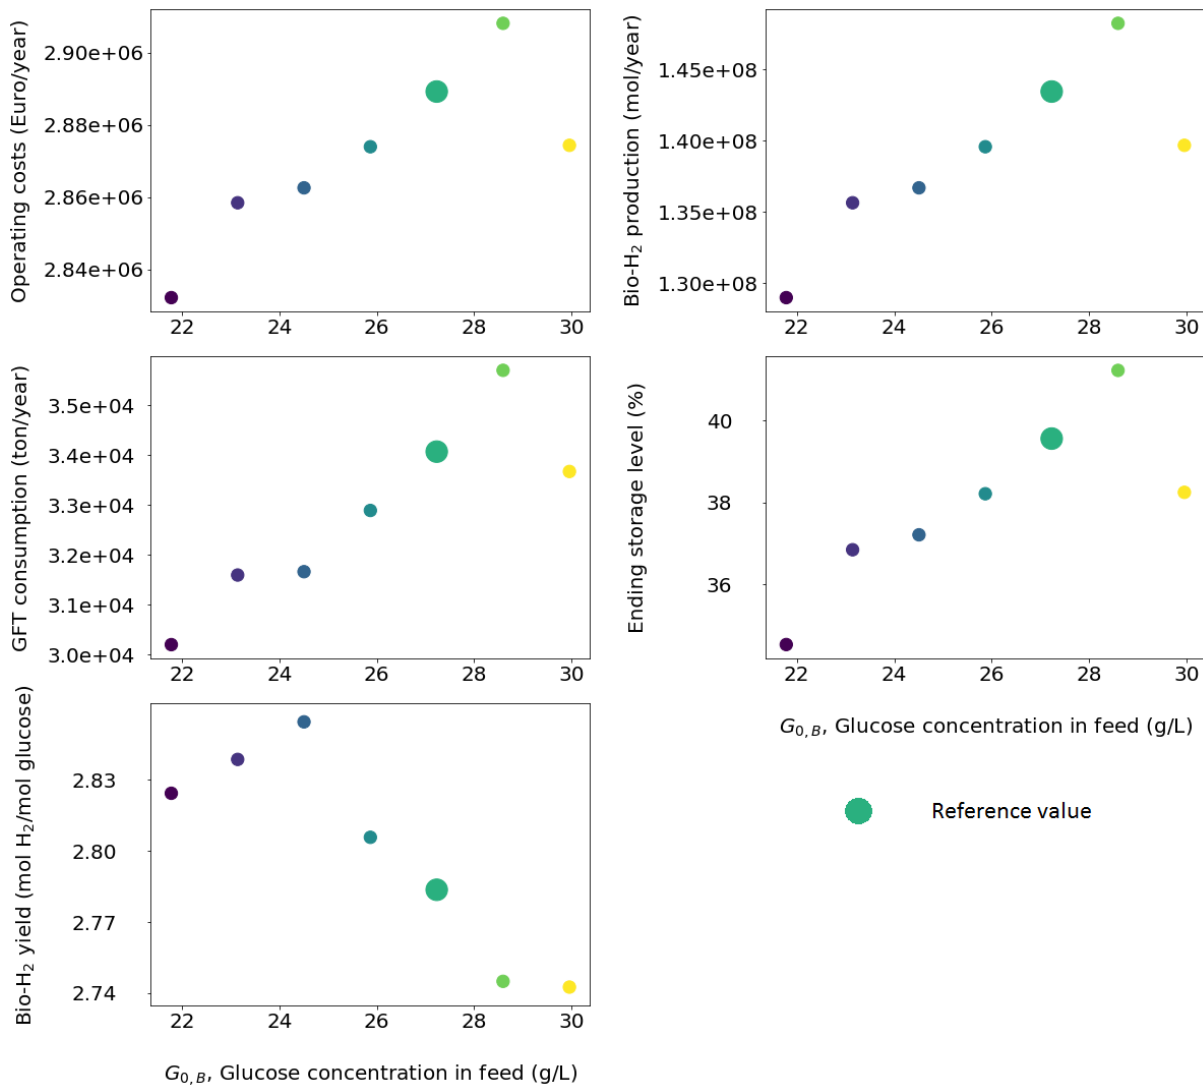 Operating costs (Euro/year)
2.90e+06
2.88e+06
2.86e+06
2.84e+06
22 24 26 28 30
Bio-H₂ production (mol/year)
1.45e+08
1.40e+08
1.35e+08
1.30e+08
22 24 26 28 30
GFT consumption (ton/year)
3.5e+04
3.4e+04
3.3e+04
3.2e+04
3.1e+04
3.0e+04
22 24 26 28 30
Ending storage level (%)
40
38
36
22 24 26 28 30
G₀,B, Glucose concentration in feed (g/L)
Bio-H₂ yield (mol H₂/mol glucose)
2.83
2.80
2.77
2.74
22 24 26 28 30
G₀,B, Glucose concentration in feed (g/L)
Reference value